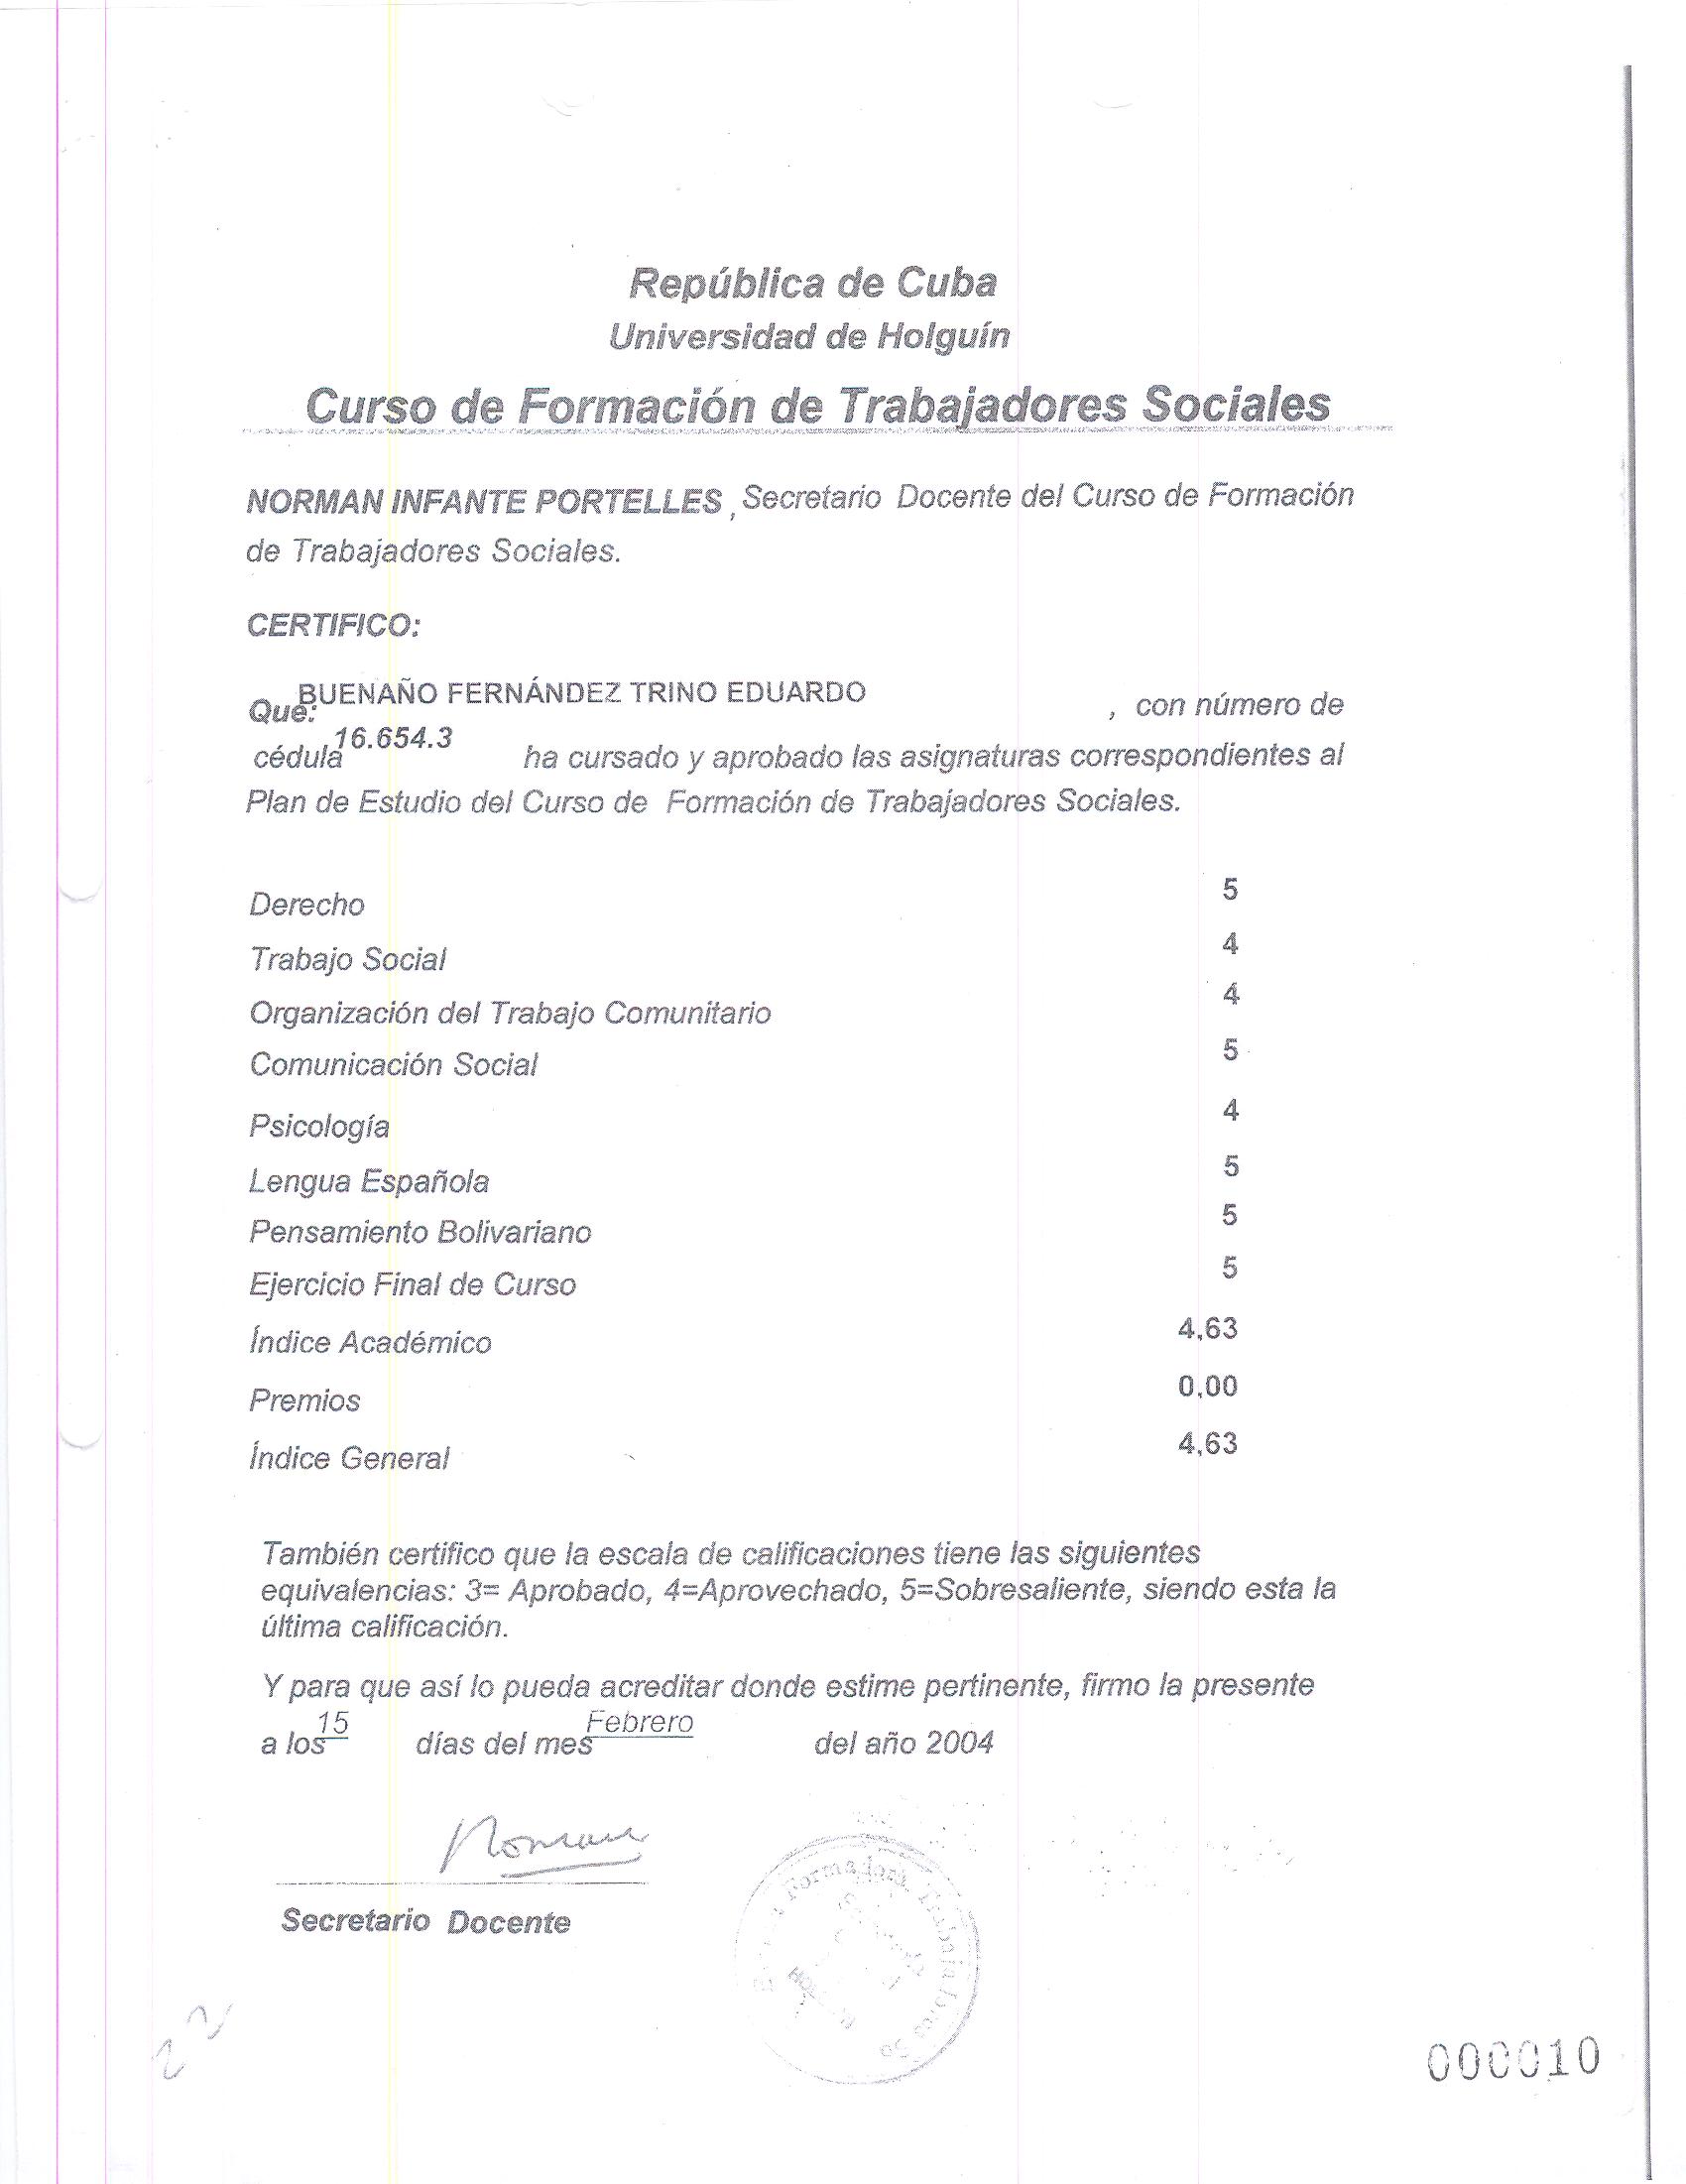 República de Cuba
Universidad de Holguín
Curso de Formación de Trabajadores Sociales
NORMAN INFANTE PORTELLES, Secretario Docente del Curso de Formación
de Trabajadores Sociales.
CERTIFICO:
Que: BUENAÑO FERNÁNDEZ TRINO EDUARDO , con número de
cédula 16.654.3 ha cursado y aprobado las asignaturas correspondientes al
Plan de Estudio del Curso de Formación de Trabajadores Sociales.
Derecho 5
Trabajo Social 4
Organización del Trabajo Comunitario 4
Comunicación Social 5
Psicología 4
Lengua Española 5
Pensamiento Bolivariano 5
Ejercicio Final de Curso 5
Índice Académico 4,63
Premios 0,00
Índice General 4,63
También certifico que la escala de calificaciones tiene las siguientes
equivalencias: 3= Aprobado, 4=Aprovechado, 5=Sobresaliente, siendo esta la
última calificación.
Y para que así lo pueda acreditar donde estime pertinente, firmo la presente
a los 15 días del mes Febrero del año 2004
Secretario Docente
22
000010